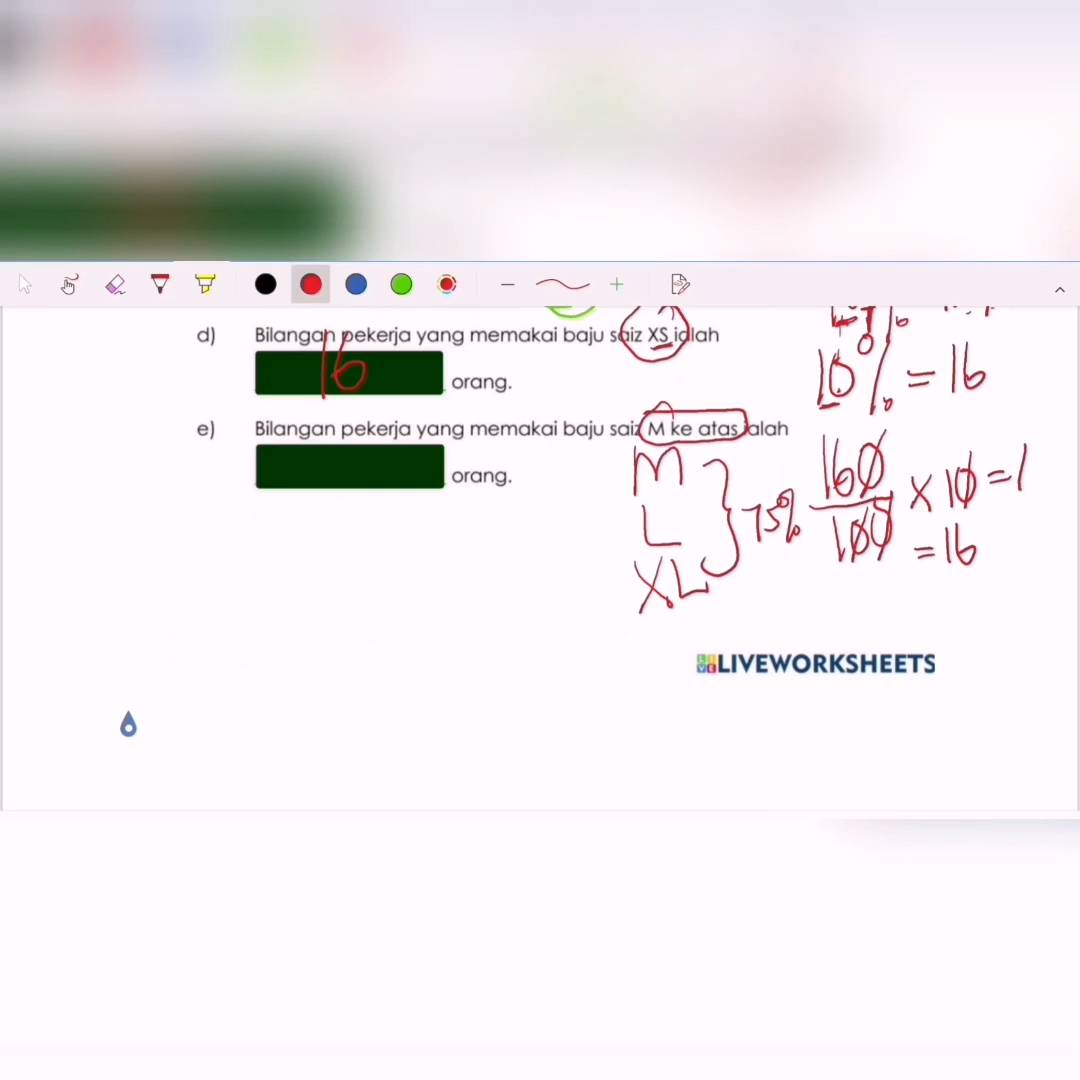 d) Bilangan pekerja yang memakai baju saiz XS ialah
16 orang.
10% = 16
e) Bilangan pekerja yang memakai baju saiz M ke atas ialah
orang.
M
L
XL
75%
160/100 x 10 = 1
= 16
LIVEWORKSHEETS